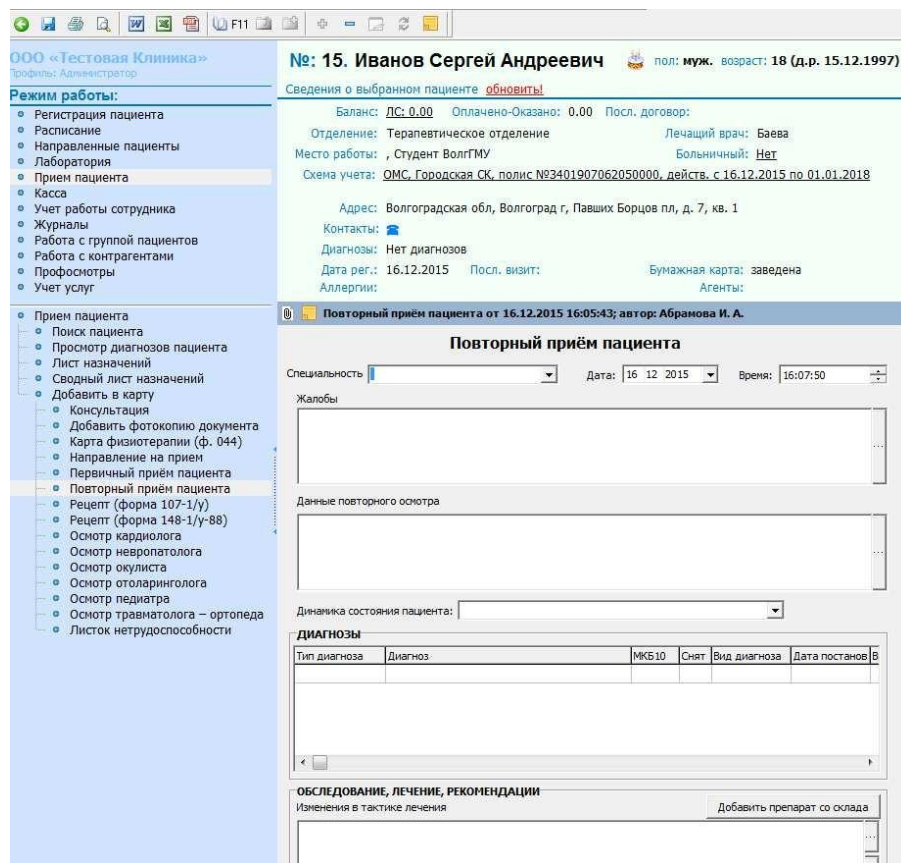 F11
ООО «Тестовая Клиника»
Профиль: Администратор
Режим работы:
Регистрация пациента
Расписание
Направленные пациенты
Лаборатория
Прием пациента
Касса
Учет работы сотрудника
Журналы
Работа с группой пациентов
Работа с контрагентами
Профосмотры
Учет услуг
Прием пациента
Поиск пациента
Просмотр диагнозов пациента
Лист назначений
Сводный лист назначений
Добавить в карту
Консультация
Добавить фотокопию документа
Карта физиотерапии (ф. 044)
Направление на прием
Первичный приём пациента
Повторный приём пациента
Рецепт (форма 107-1/у)
Рецепт (форма 148-1/у-88)
Осмотр кардиолога
Осмотр невропатолога
Осмотр окулиста
Осмотр отоларинголога
Осмотр педиатра
Осмотр травматолога – ортопеда
Листок нетрудоспособности
№: 15. Иванов Сергей Андреевич пол: муж. возраст: 18 (д.р. 15.12.1997)
Сведения о выбранном пациенте обновить!
Баланс: ЛС: 0.00 Оплачено-Оказано: 0.00 Посл. договор:
Отделение: Терапевтическое отделение Лечащий врач: Баева
Место работы: , Студент ВолгГМУ Больничный: Нет
Схема учета: ОМС, Городская СК, полис №3401907062050000, действ. с 16.12.2015 по 01.01.2018
Адрес: Волгоградская обл, Волгоград г, Павших Борцов пл, д. 7, кв. 1
Контакты:
Диагнозы: Нет диагнозов
Дата рег.: 16.12.2015 Посл. визит: Бумажная карта: заведена
Аллергии: Агенты:
Повторный приём пациента от 16.12.2015 16:05:43; автор: Абрамова И. А.
Повторный приём пациента
Специальность Дата: 16 12 2015 Время: 16:07:50
Жалобы
...
Данные повторного осмотра
...
Динамика состояния пациента:
ДИАГНОЗЫ
Тип диагноза Диагноз МКБ10 Снят Вид диагноза Дата постанов В
ОБСЛЕДОВАНИЕ, ЛЕЧЕНИЕ, РЕКОМЕНДАЦИИ
Изменения в тактике лечения Добавить препарат со склада
...